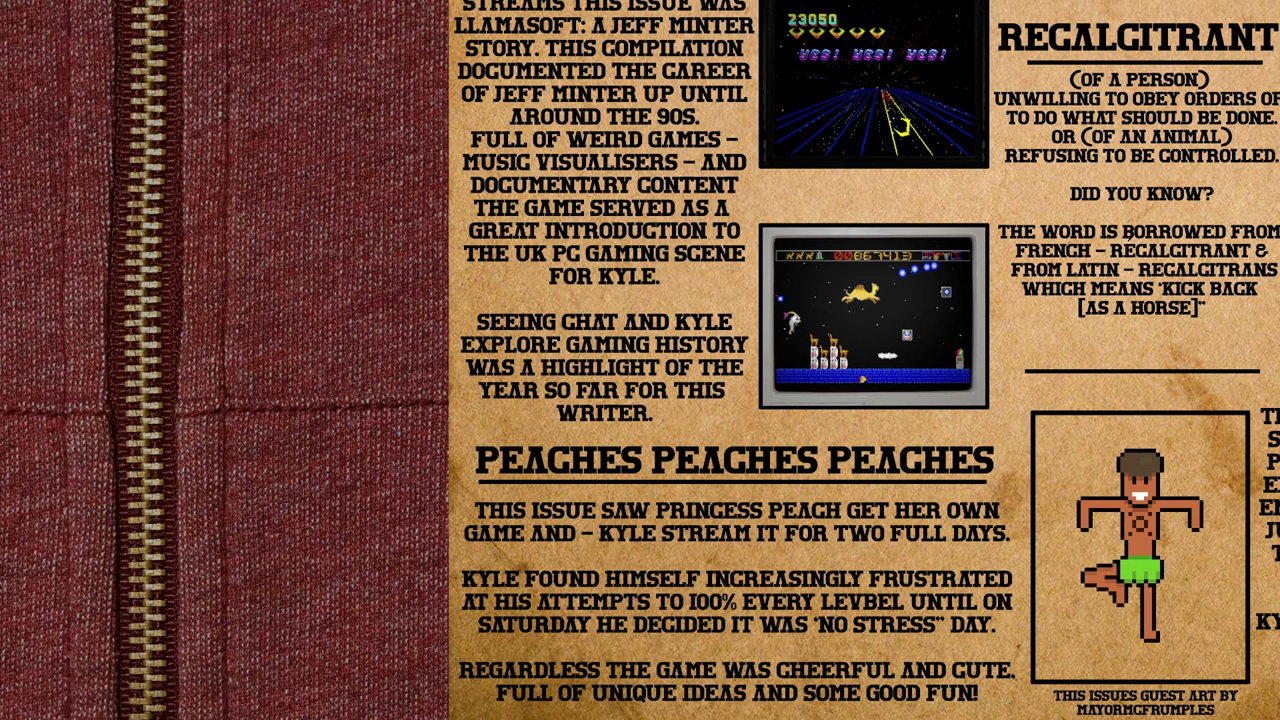 STREAMS THIS ISSUE WAS
LLAMASOFT: A JEFF MINTER
STORY. THIS COMPILATION
DOCUMENTED THE CAREER
OF JEFF MINTER UP UNTIL
AROUND THE 90S.
FULL OF WEIRD GAMES –
MUSIC VISUALISERS – AND
DOCUMENTARY CONTENT
THE GAME SERVED AS A
GREAT INTRODUCTION TO
THE UK PC GAMING SCENE
FOR KYLE.
SEEING CHAT AND KYLE
EXPLORE GAMING HISTORY
WAS A HIGHLIGHT OF THE
YEAR SO FAR FOR THIS
WRITER.
23050
YES! YES! YES!
00867413
PEACHES PEACHES PEACHES
THIS ISSUE SAW PRINCESS PEACH GET HER OWN
GAME AND – KYLE STREAM IT FOR TWO FULL DAYS.
KYLE FOUND HIMSELF INCREASINGLY FRUSTRATED
AT HIS ATTEMPTS TO 100% EVERY LEVBEL UNTIL ON
SATURDAY HE DECIDED IT WAS "NO STRESS" DAY.
REGARDLESS THE GAME WAS CHEERFUL AND CUTE.
FULL OF UNIQUE IDEAS AND SOME GOOD FUN!
RECALCITRANT
(OF A PERSON)
UNWILLING TO OBEY ORDERS OR
TO DO WHAT SHOULD BE DONE.
OR (OF AN ANIMAL)
REFUSING TO BE CONTROLLED.
DID YOU KNOW?
THE WORD IS BORROWED FROM
FRENCH – RÉCALCITRANT &
FROM LATIN – RECALCITRANS
WHICH MEANS "KICK BACK
[AS A HORSE]"
THIS ISSUES GUEST ART BY
MAYORMCFRUMPLES